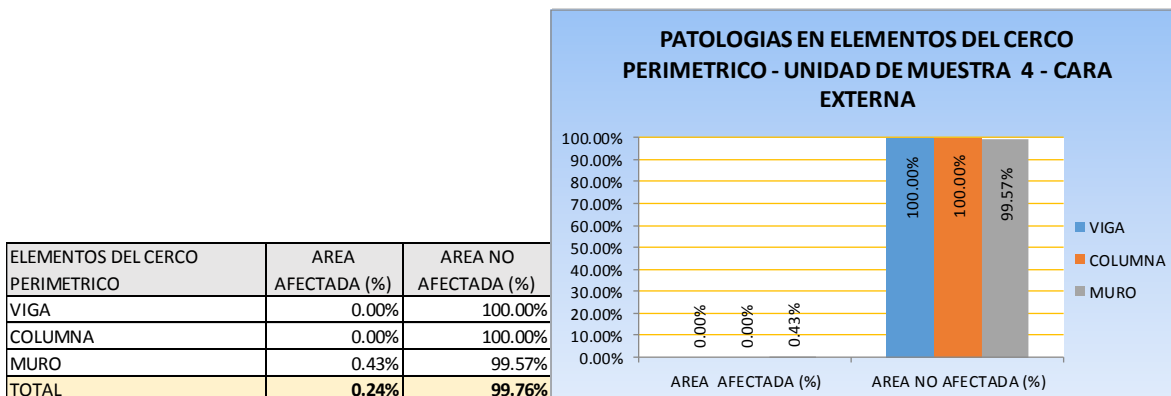 ELEMENTOS DEL CERCO PERIMETRICO AREA AFECTADA (%) AREA NO AFECTADA (%)
VIGA 0.00% 100.00%
COLUMNA 0.00% 100.00%
MURO 0.43% 99.57%
TOTAL 0.24% 99.76%
PATOLOGIAS EN ELEMENTOS DEL CERCO
PERIMETRICO - UNIDAD DE MUESTRA 4 - CARA
EXTERNA
100.00%
90.00%
80.00%
70.00%
60.00%
50.00%
40.00%
30.00%
20.00%
10.00%
0.00%
0.00% 0.00% 0.43% 100.00% 100.00% 99.57%
AREA AFECTADA (%) AREA NO AFECTADA (%)
VIGA
COLUMNA
MURO